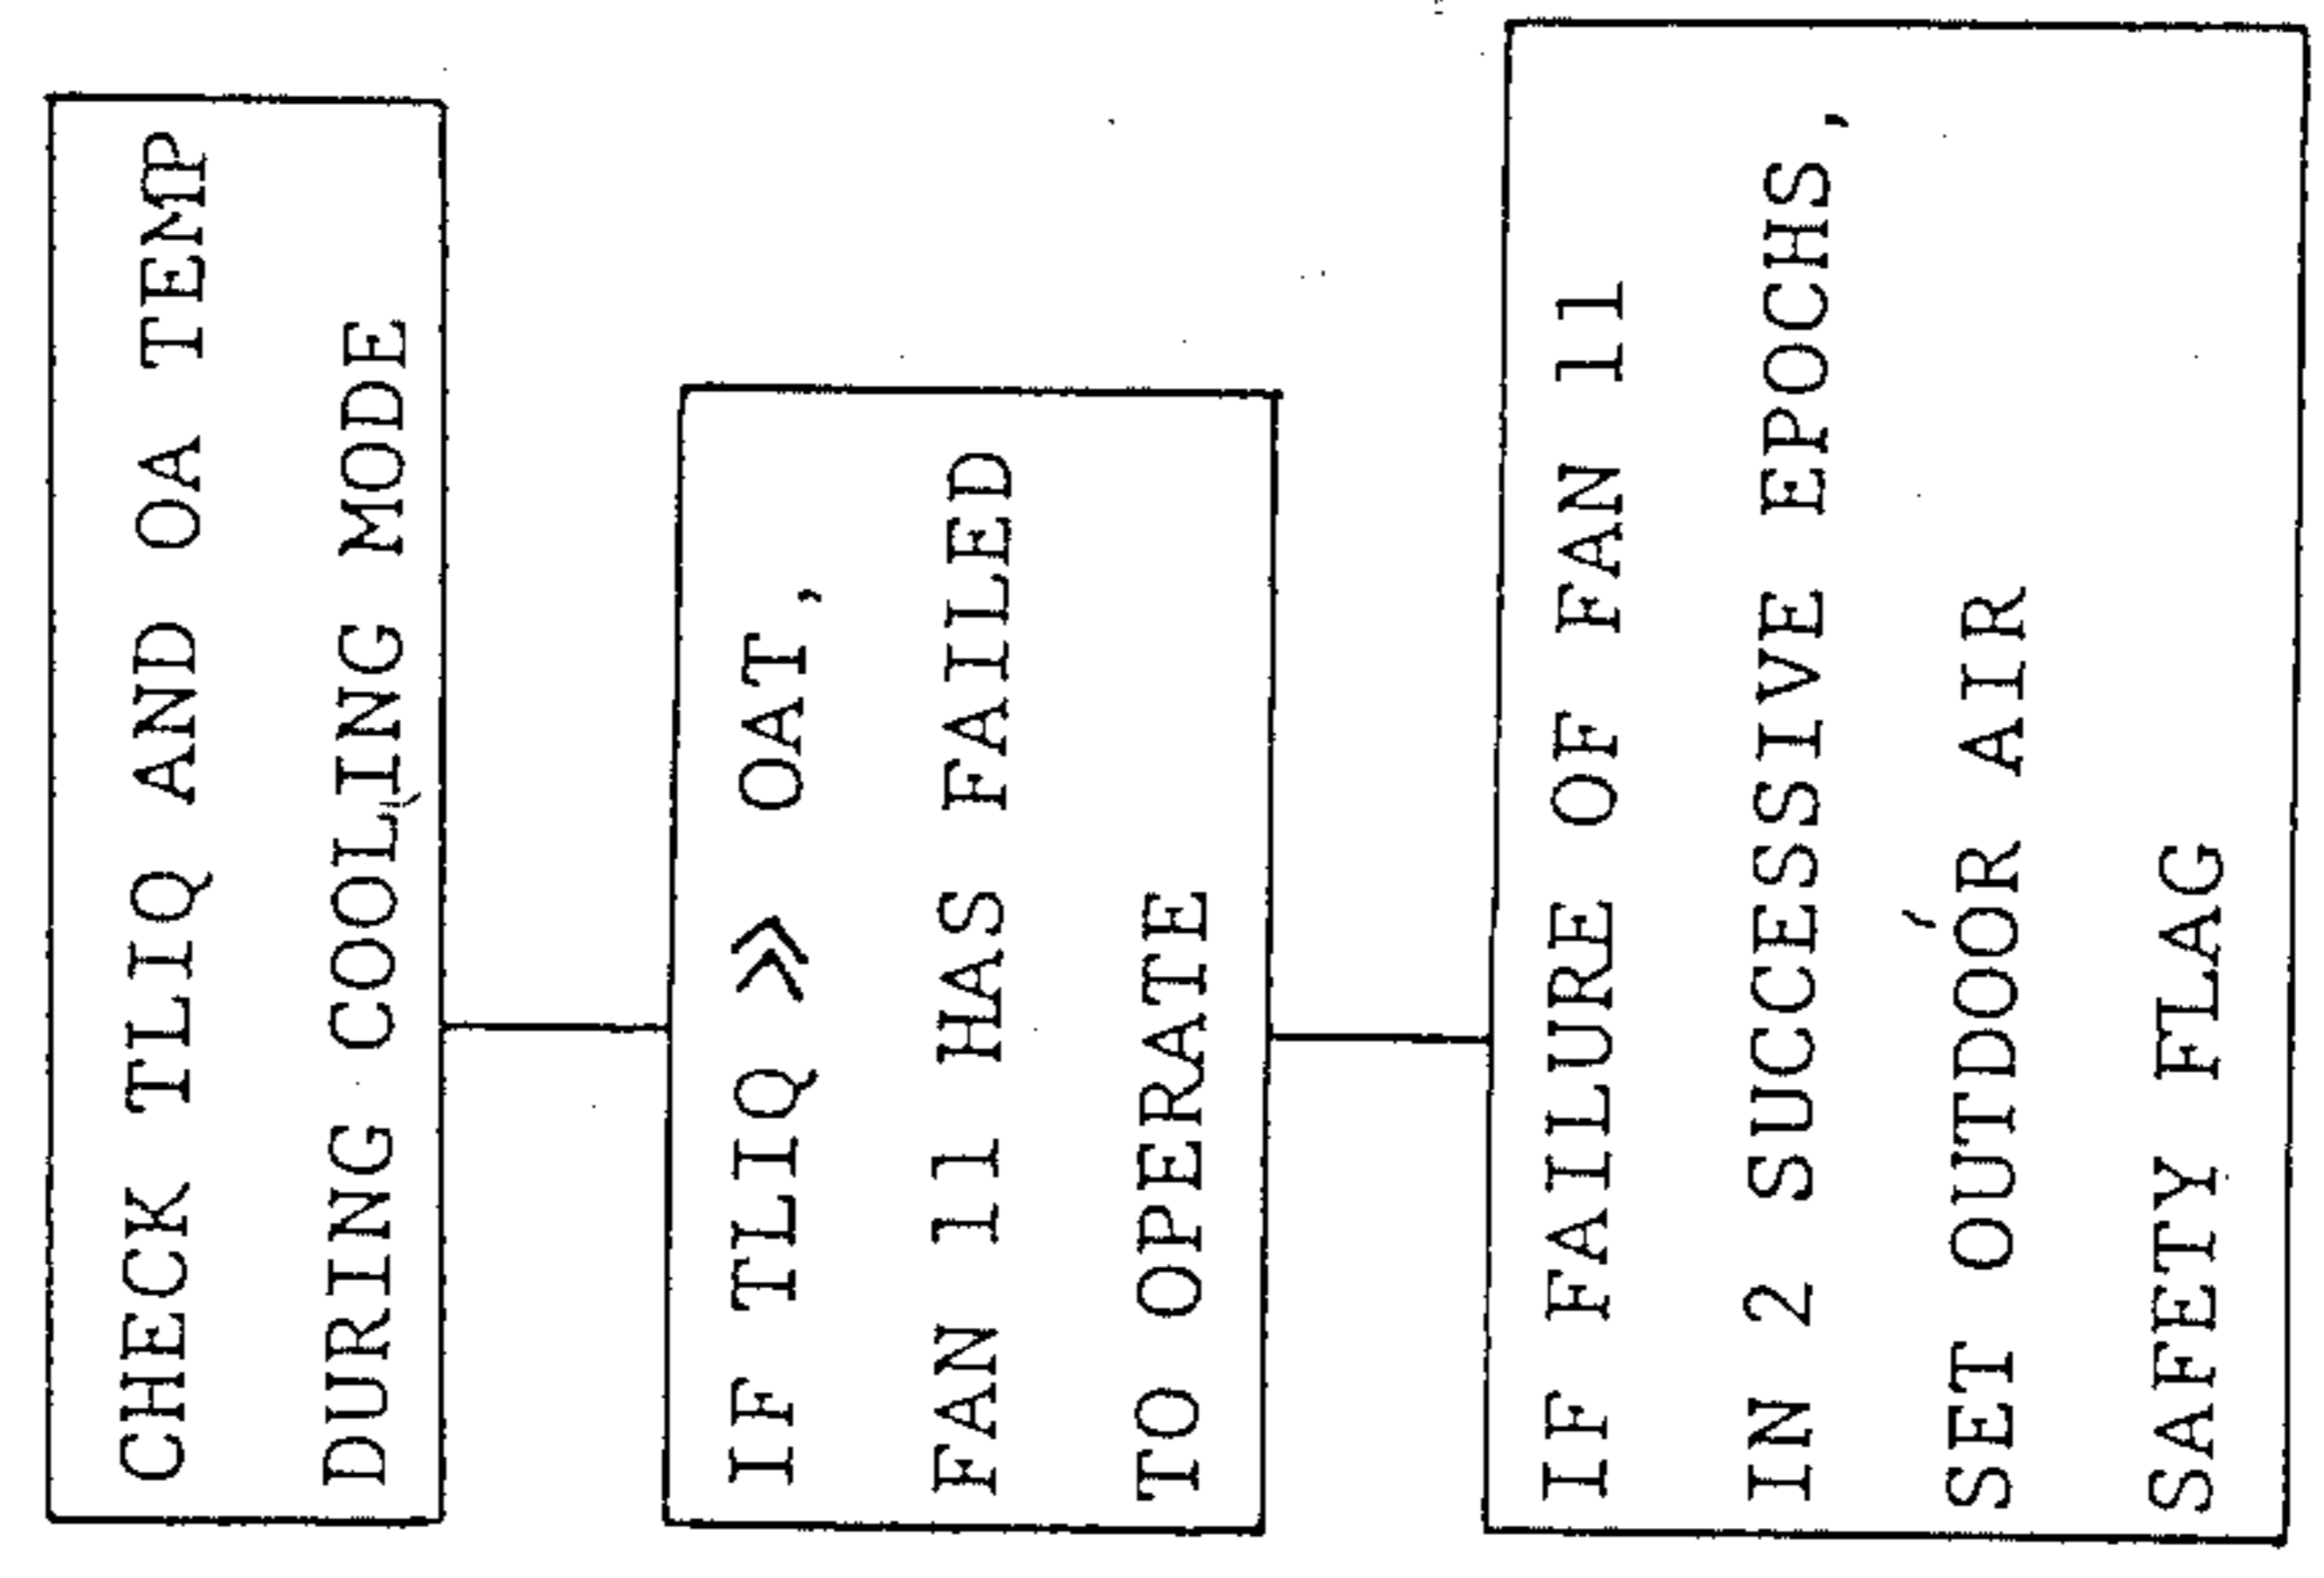 CHECK TLIQ AND OA TEMP
DURING COOLING MODE
IF TLIQ ≫ OAT,
FAN 11 HAS FAILED
TO OPERATE
IF FAILURE OF FAN 11
IN 2 SUCCESSIVE EPOCHS,
SET OUTDOOR AIR
SAFETY FLAG